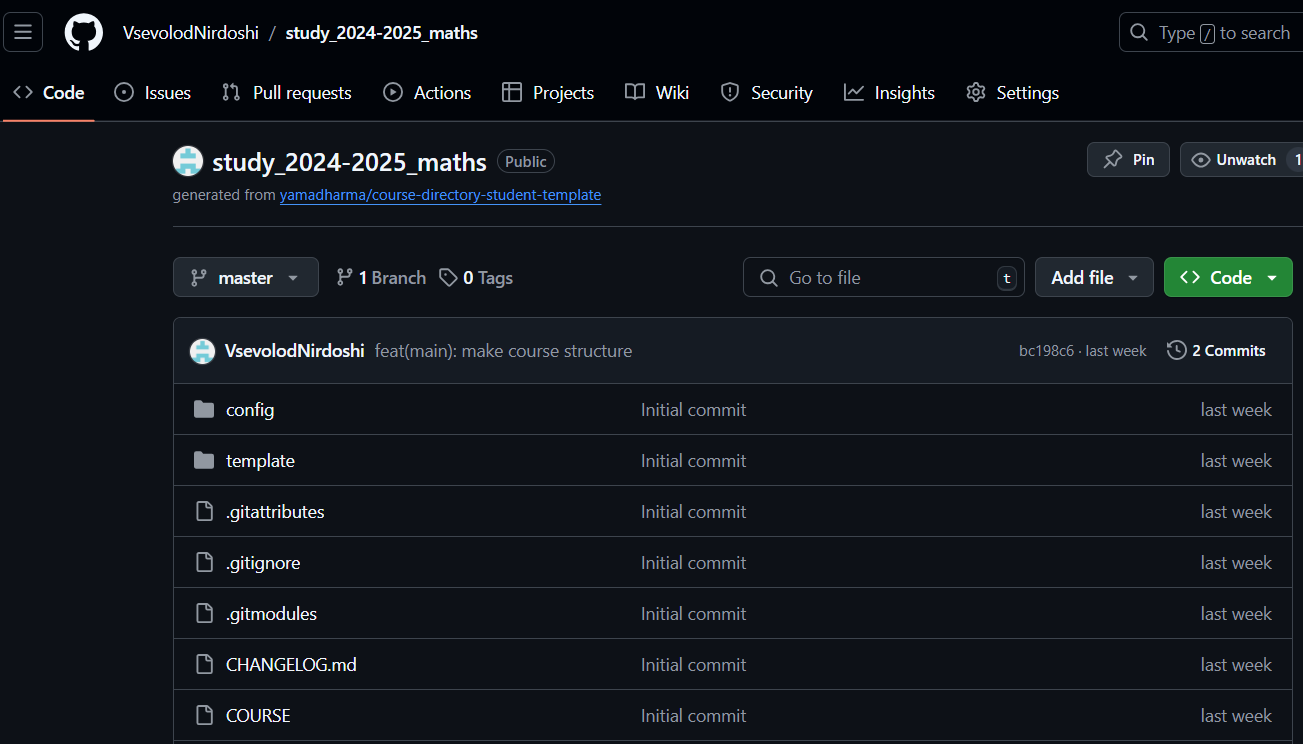 VsevolodNirdoshi / study_2024-2025_maths
Type / to search
Code Issues Pull requests Actions Projects Wiki Security Insights Settings
study_2024-2025_maths Public
Pin Unwatch 1
generated from yamadharma/course-directory-student-template
master 1 Branch 0 Tags
Go to file t Add file Code
VsevolodNirdoshi feat(main): make course structure bc198c6 · last week 2 Commits
config Initial commit last week
template Initial commit last week
.gitattributes Initial commit last week
.gitignore Initial commit last week
.gitmodules Initial commit last week
CHANGELOG.md Initial commit last week
COURSE Initial commit last week